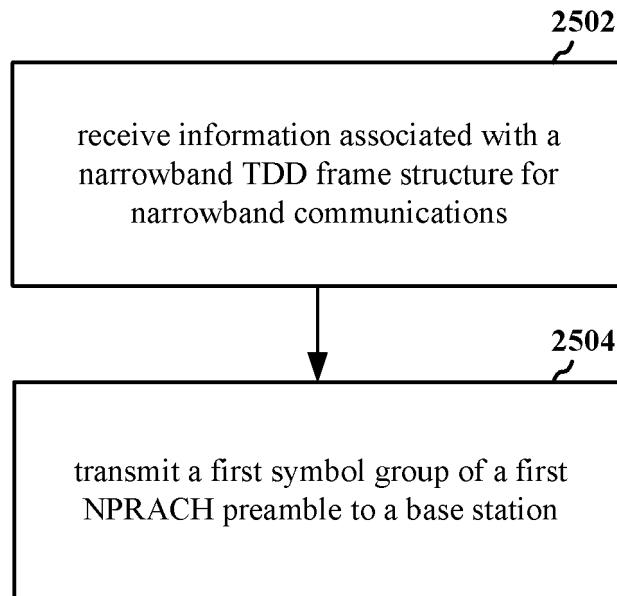 2502
receive information associated with a
narrowband TDD frame structure for
narrowband communications
2504
transmit a first symbol group of a first
NPRACH preamble to a base station